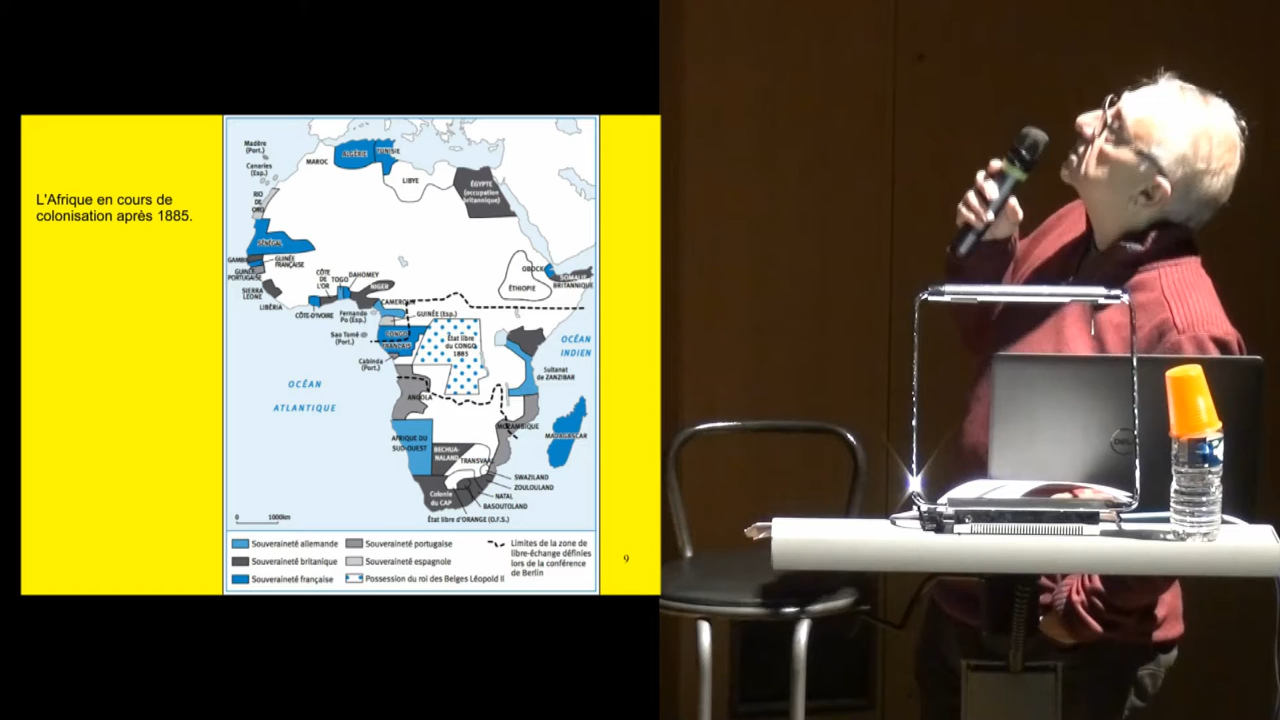 L'Afrique en cours de
colonisation après 1885.
Madère
(Port.)
Canaries
(Esp.)
MAROC
ALGÉRIE
TUNISIE
LIBYE
ÉGYPTE
(occupation
britannique)
RIO
DE
ORO
SÉNÉGAL
GAMBIE
GUINÉE
FRANÇAISE
GUINÉE
PORTUGAISE
SIERRA
LEONE
LIBÉRIA
CÔTE
DE
L'OR
TOGO
DAHOMEY
NIGER
CÔTE-D'IVOIRE
CAMEROUN
Fernando
Po (Esp.)
GUINÉE (Esp.)
Sao Tomé
(Port.)
CONGO
FRANÇAIS
Cabinda
(Port.)
État libre
du CONGO
1885
OBOCK
SOMALIE
BRITANNIQUE
ÉTHIOPIE
OCÉAN
INDIEN
Sultanat
de ZANZIBAR
OCÉAN
ATLANTIQUE
ANGOLA
MOZAMBIQUE
MADAGASCAR
AFRIQUE DU
SUD-OUEST
BECHUA-
NALAND
TRANSVAAL
SWAZILAND
ZOULOULAND
NATAL
BASOUTOLAND
Colonie
du CAP
État libre d'ORANGE (O.F.S.)
0 1000km
Souveraineté allemande
Souveraineté britanique
Souveraineté française
Souveraineté portugaise
Souveraineté espagnole
Possession du roi des Belges Léopold II
Limites de la zone de
libre-échange définies
lors de la conférence
de Berlin
9
DELL